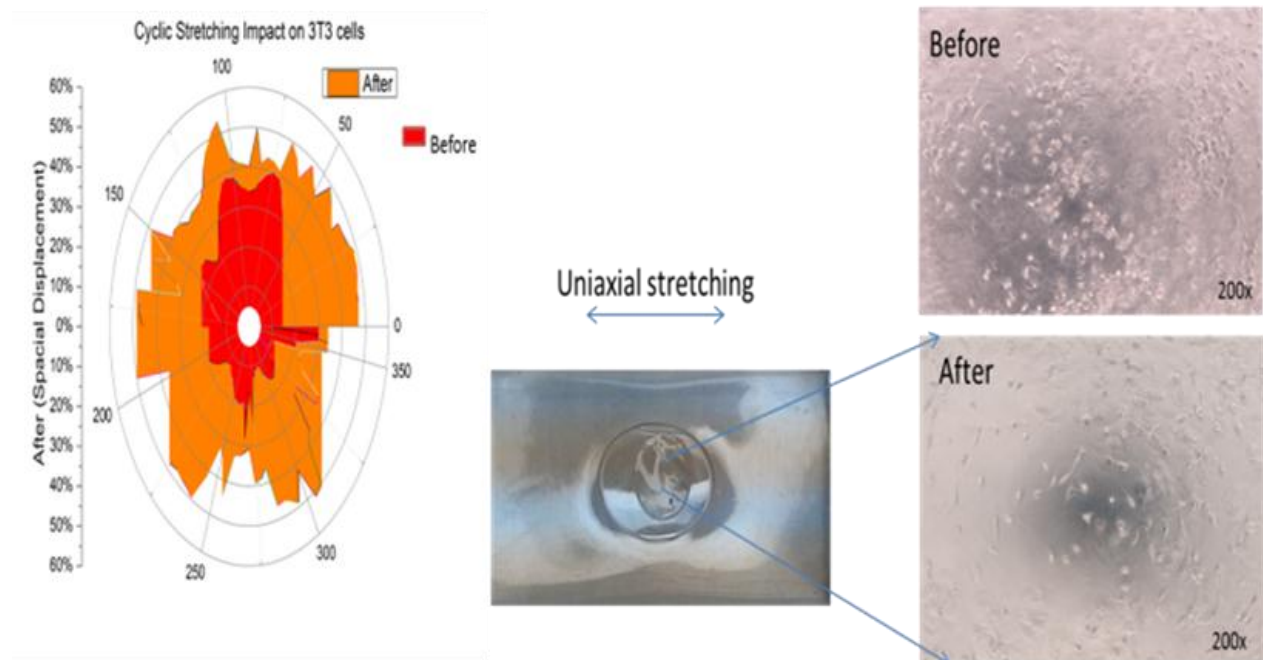 Cyclic Stretching Impact on 3T3 cells
100
60%
After
50%
50
Before
40%
150
30%
20%
10%
0%
0
10%
350
20%
200
30%
40%
50%
300
60%
250
After (Spacial Displacement)
Uniaxial stretching
Before
200x
After
200x